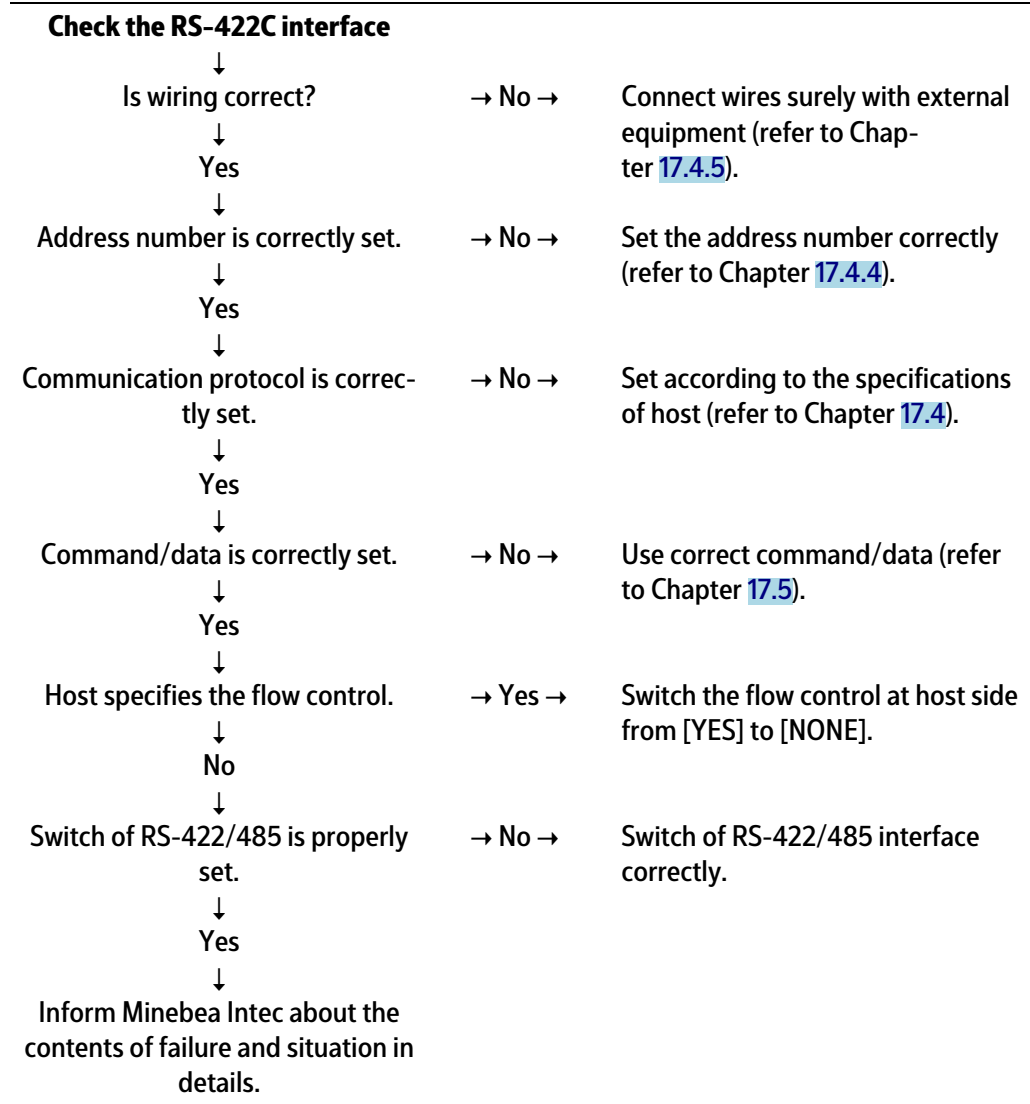 Check the RS-422C interface
↓
Is wiring correct? → No → Connect wires surely with external
equipment (refer to Chap-
ter 17.4.5).
↓
Yes
↓
Address number is correctly set. → No → Set the address number correctly
(refer to Chapter 17.4.4).
↓
Yes
↓
Communication protocol is correc-
tly set. → No → Set according to the specifications
of host (refer to Chapter 17.4).
↓
Yes
↓
Command/data is correctly set. → No → Use correct command/data (refer
to Chapter 17.5).
↓
Yes
↓
Host specifies the flow control. → Yes → Switch the flow control at host side
from [YES] to [NONE].
↓
No
↓
Switch of RS-422/485 is properly
set. → No → Switch of RS-422/485 interface
correctly.
↓
Yes
↓
Inform Minebea Intec about the
contents of failure and situation in
details.